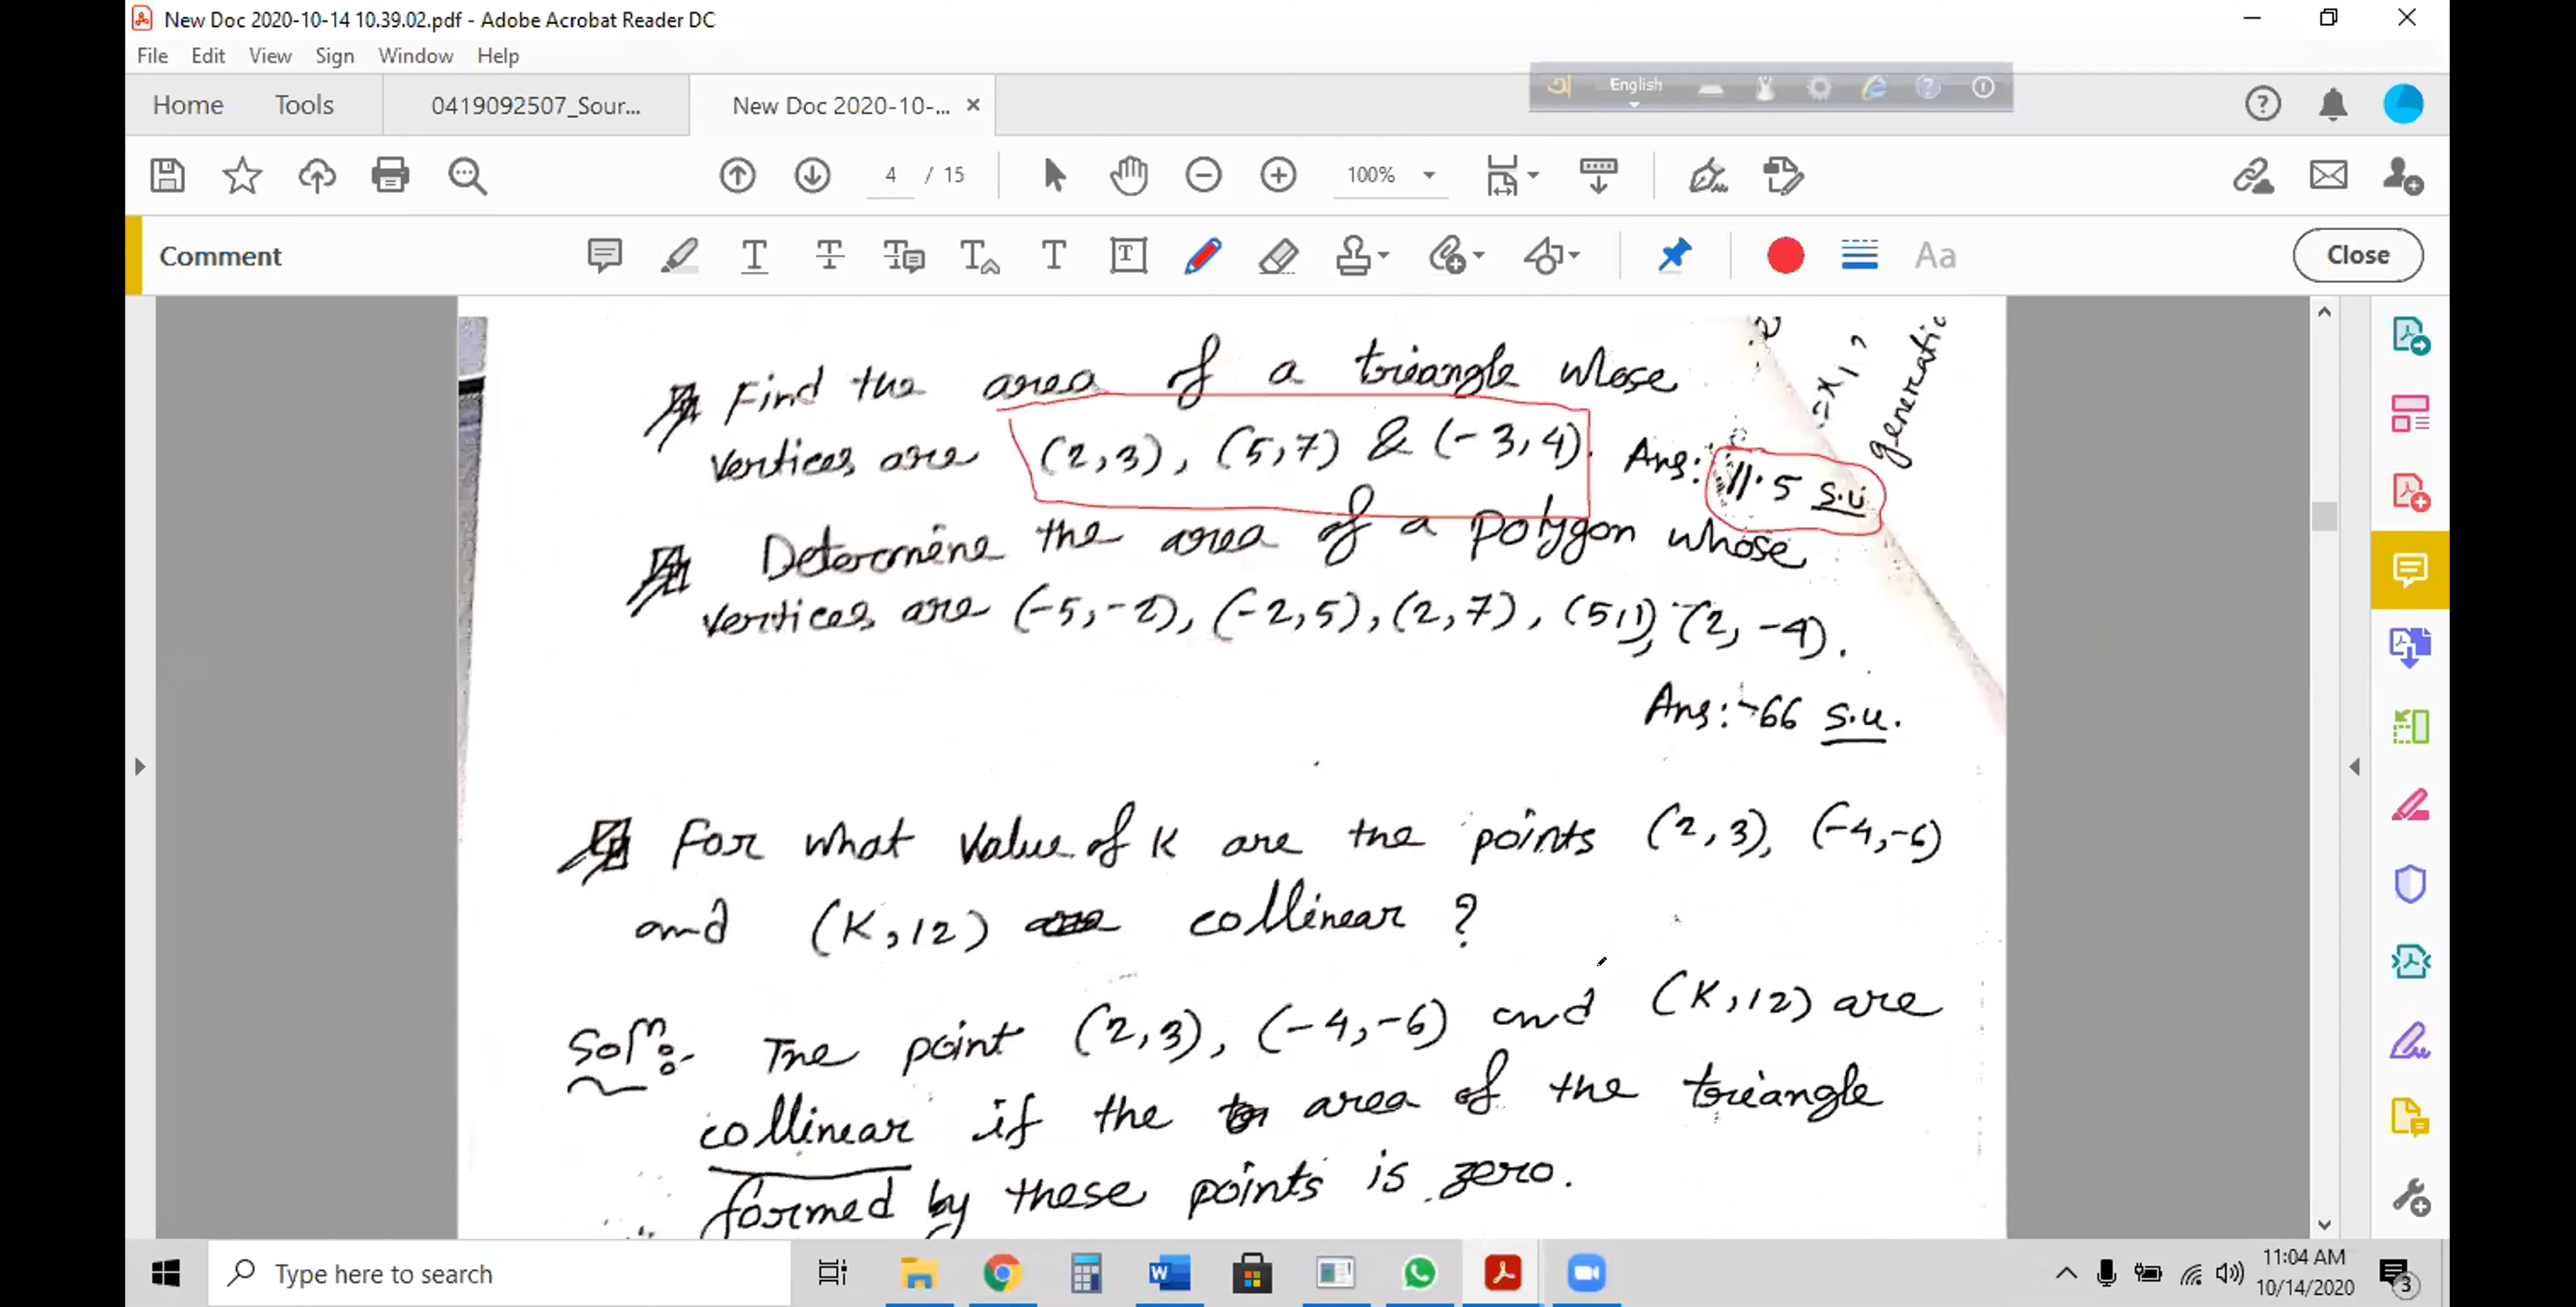 New Doc 2020-10-14 10.39.02.pdf - Adobe Acrobat Reader DC
File Edit View Sign Window Help
Home Tools 0419092507_Sour... New Doc 2020-10-... × English
4 / 15 100%
Comment Close
Find the area of a triangle whose
vertices are (2,3), (5,7) & (-3,4). Ans: 11.5 s.u
= x1,
generatio
Determine the area of a polygon whose
vertices are (-5,-2), (-2,5), (2,7), (5,1), (2,-4).
Ans: -66 s.u.
For what value of K are the points (2,3), (-4,-6)
and (K,12) collinear ?
Soln:- The point (2,3), (-4,-6) and (K,12) are
collinear if the area of the triangle
formed by these points is zero.
Type here to search
11:04 AM
10/14/2020
3